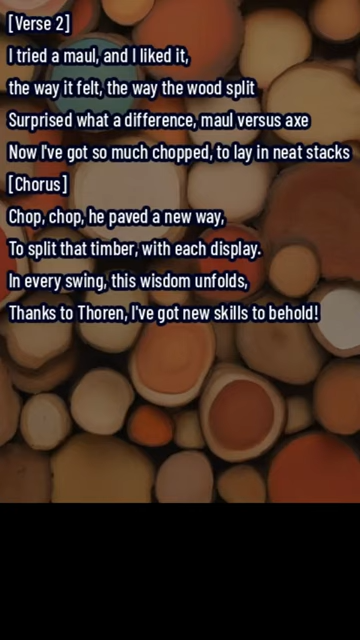 [Verse 2]
I tried a maul, and I liked it,
the way it felt, the way the wood split
Surprised what a difference, maul versus axe
Now I've got so much chopped, to lay in neat stacks
[Chorus]
Chop, chop, he paved a new way,
To split that timber, with each display.
In every swing, this wisdom unfolds,
Thanks to Thoren, I've got new skills to behold!